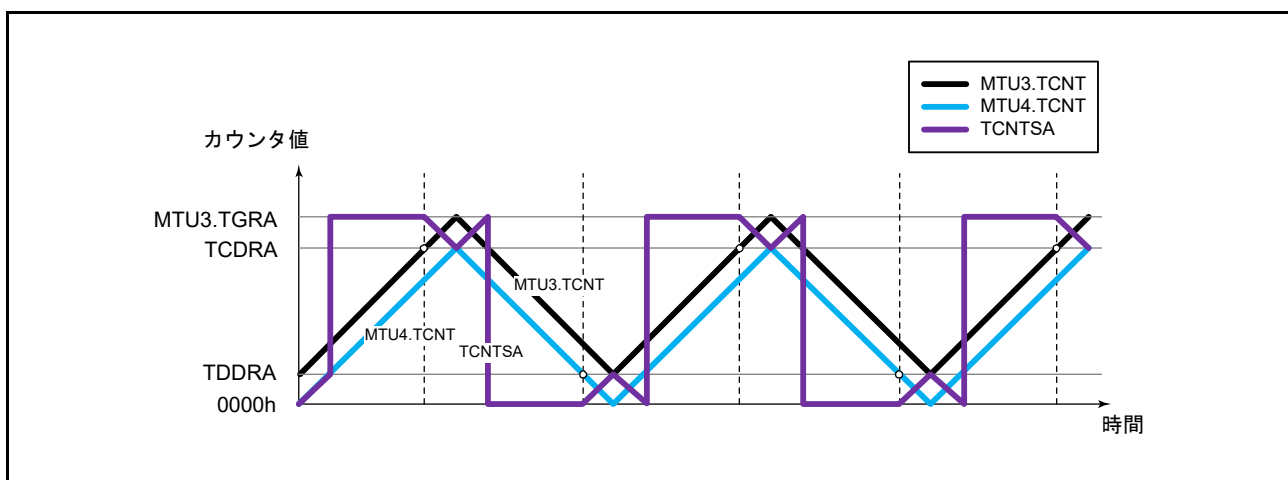 MTU3.TCNT
MTU4.TCNT
TCNTSA
カウンタ値
MTU3.TGRA
TCDRA
MTU3.TCNT
MTU4.TCNT
TCNTSA
TDDRA
0000h
時間